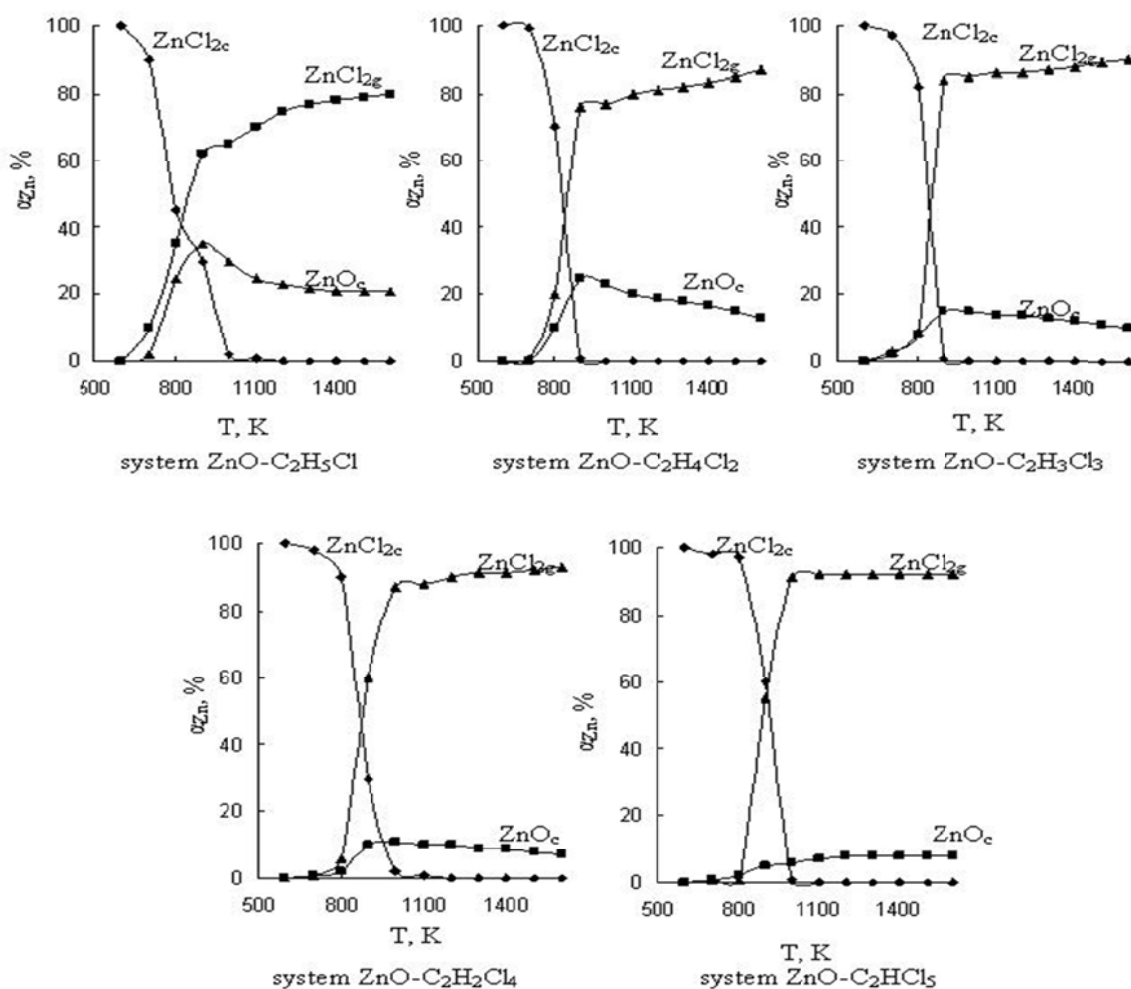 100
80
60
40
20
0
αZn, %
ZnCl2c
ZnCl2g
ZnOc
500 800 1100 1400
T, K
system ZnO-C2H5Cl
100
80
60
40
20
0
αZn, %
ZnCl2c
ZnCl2g
ZnOc
500 800 1100 1400
T, K
system ZnO-C2H4Cl2
100
80
60
40
20
0
αZn, %
ZnCl2c
ZnCl2g
ZnOc
500 800 1100 1400
T, K
system ZnO-C2H3Cl3
100
80
60
40
20
0
αZn, %
ZnCl2c
ZnCl2g
ZnOc
500 800 1100 1400
T, K
system ZnO-C2H2Cl4
100
80
60
40
20
0
αZn, %
ZnCl2c
ZnCl2g
ZnOc
500 800 1100 1400
T, K
system ZnO-C2HCl5